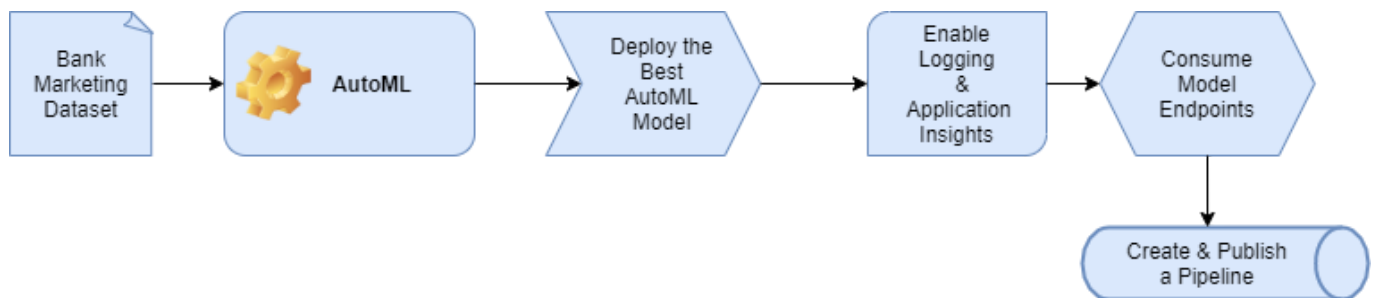 Bank
Marketing
Dataset
AutoML
Deploy the
Best
AutoML
Model
Enable
Logging
&
Application
Insights
Consume
Model
Endpoints
Create & Publish
a Pipeline